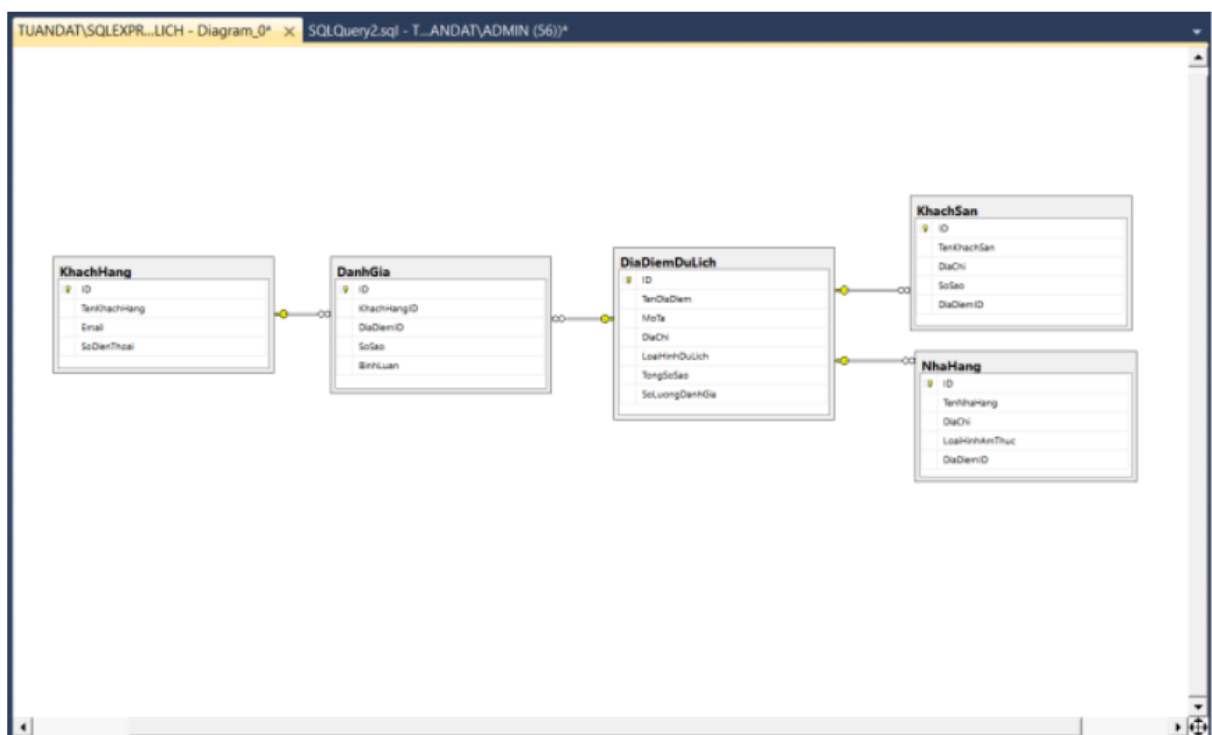 TUANDAT\SQLEXPR...LICH - Diagram_0* × SQLQuery2.sql - T...ANDAT\ADMIN (56))*
KhachHang
ID
TenKhachHang
Email
SoDienThoai
DanhGia
ID
KhachHangID
DiaDiemID
SoSao
BinhLuan
DiaDiemDuLich
ID
TenDiaDiem
MoTa
DiaChi
LoaiHinhDuLich
TongSoSao
SoLuongDanhGia
KhachSan
ID
TenKhachSan
DiaChi
SoSao
DiaDiemID
NhaHang
ID
TenNhaHang
DiaChi
LoaiHinhAmThuc
DiaDiemID